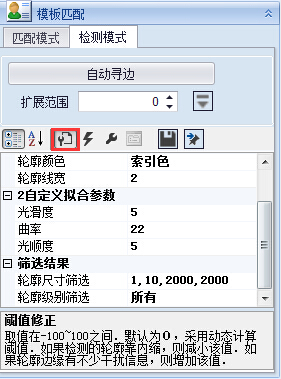 模板匹配
匹配模式 检测模式
自动寻边
扩展范围 0
轮廓颜色 索引色
轮廓线宽 2
2自定义拟合参数
光滑度 5
曲率 22
光顺度 5
筛选结果
轮廓尺寸筛选 1,10,2000,2000
轮廓级别筛选 所有
阈值修正
取值在-100~100之间. 默认为0, 采用动态计算
阈值. 如果检测的轮廓靠内缩, 则减小该值. 如
果轮廓边缘有不少干扰信息, 则增加该值.